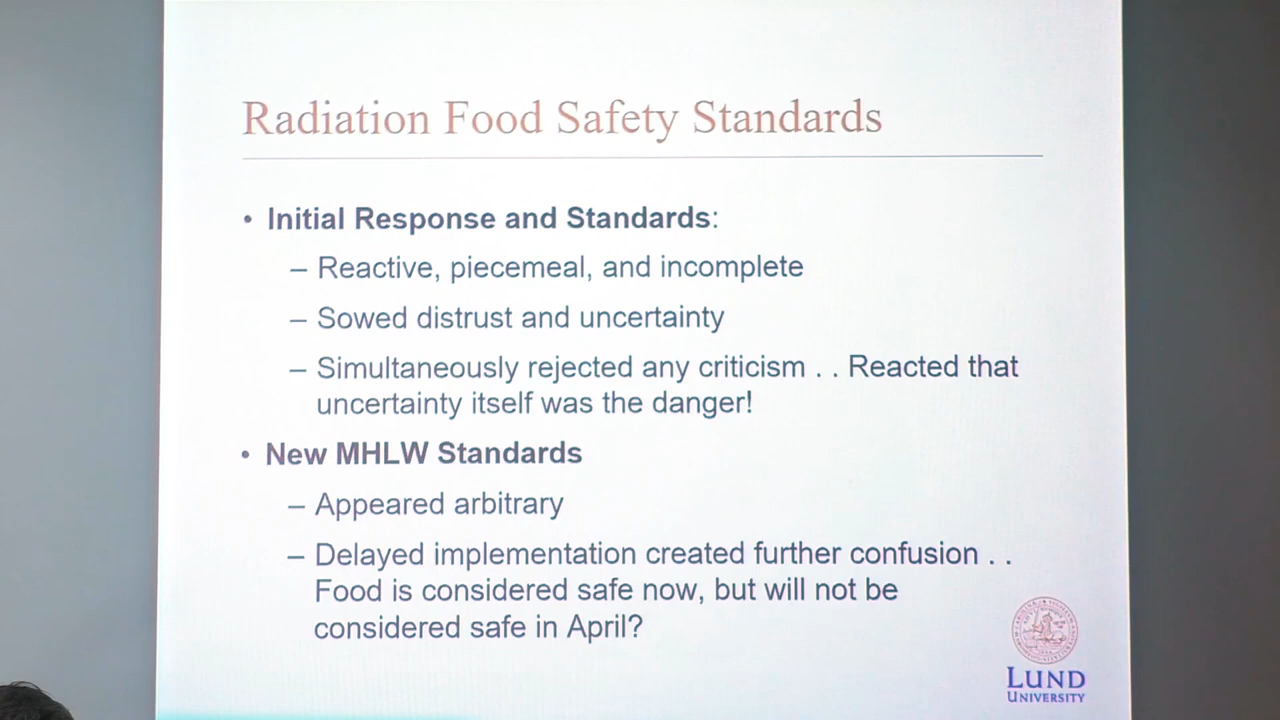 Radiation Food Safety Standards
• Initial Response and Standards:
– Reactive, piecemeal, and incomplete
– Sowed distrust and uncertainty
– Simultaneously rejected any criticism . . Reacted that
uncertainty itself was the danger!
• New MHLW Standards
– Appeared arbitrary
– Delayed implementation created further confusion . .
Food is considered safe now, but will not be
considered safe in April?
LUND
UNIVERSITY